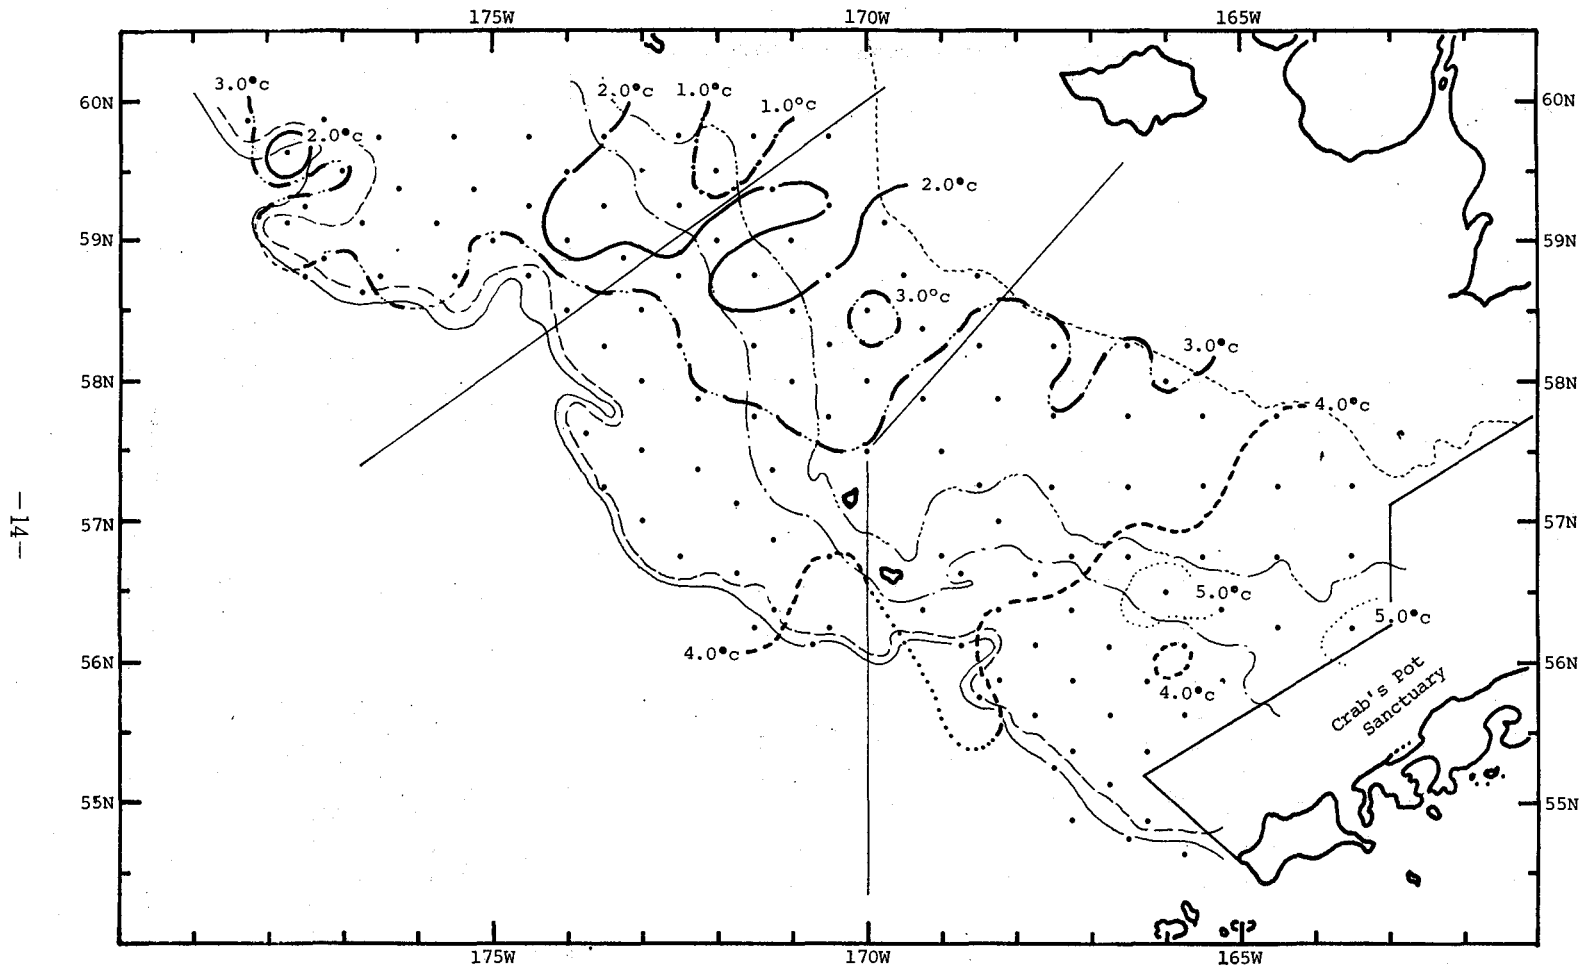 175W 170W 165W
3.0°c 2.0°c 1.0°c 1.0°c
60N 60N
2.0°c
2.0°c
59N 59N
3.0°c
3.0°c
58N 58N
4.0°c
-14-
57N 57N
5.0°c
5.0°c
4.0°c
56N 56N
4.0°c
Crab's Pot
Sanctuary
55N 55N
175W 170W 165W